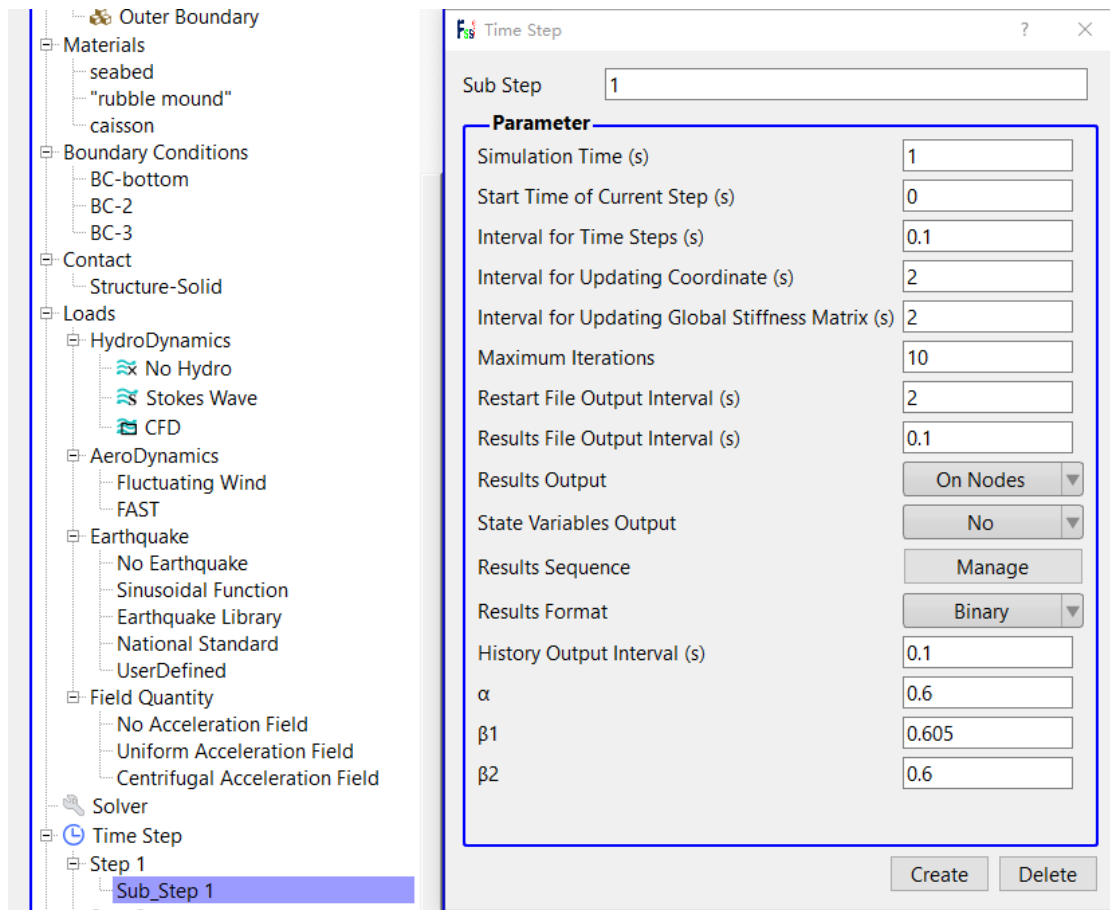 Outer Boundary
Materials
seabed
"rubble mound"
caisson
Boundary Conditions
BC-bottom
BC-2
BC-3
Contact
Structure-Solid
Loads
HydroDynamics
No Hydro
Stokes Wave
CFD
AeroDynamics
Fluctuating Wind
FAST
Earthquake
No Earthquake
Sinusoidal Function
Earthquake Library
National Standard
UserDefined
Field Quantity
No Acceleration Field
Uniform Acceleration Field
Centrifugal Acceleration Field
Solver
Time Step
Step 1
Sub_Step 1
Time Step ? ×
Sub Step 1
Parameter
Simulation Time (s) 1
Start Time of Current Step (s) 0
Interval for Time Steps (s) 0.1
Interval for Updating Coordinate (s) 2
Interval for Updating Global Stiffness Matrix (s) 2
Maximum Iterations 10
Restart File Output Interval (s) 2
Results File Output Interval (s) 0.1
Results Output On Nodes
State Variables Output No
Results Sequence Manage
Results Format Binary
History Output Interval (s) 0.1
α 0.6
β1 0.605
β2 0.6
Create Delete